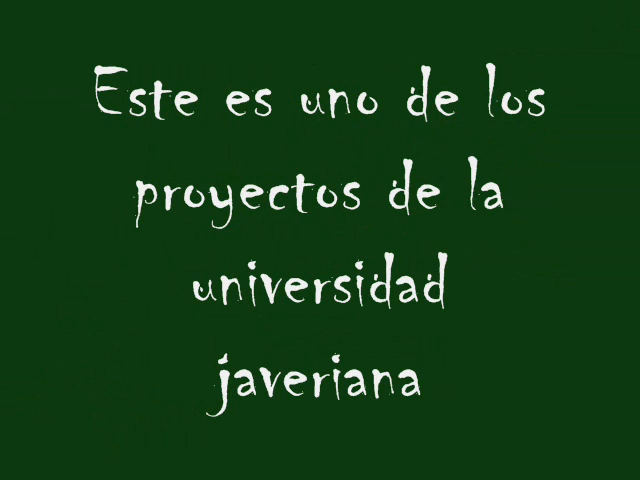 Este es uno de los
proyectos de la
universidad
javeriana